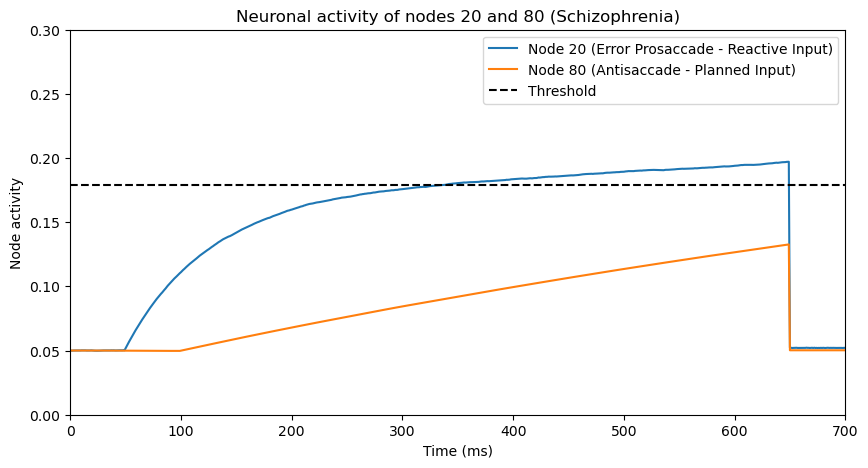 Neuronal activity of nodes 20 and 80 (Schizophrenia)
Node activity
0.30
0.25
0.20
0.15
0.10
0.05
0.00
Node 20 (Error Prosaccade - Reactive Input)
Node 80 (Antisaccade - Planned Input)
Threshold
0
100
200
300
400
500
600
700
Time (ms)